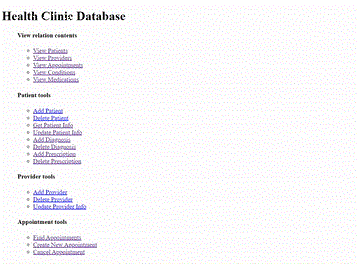 Health Clinic Database
View relation contents
View Patients
View Providers
View Appointments
View Conditions
View Medications
Patient tools
Add Patient
Delete Patient
Get Patient Info
Update Patient Info
Add Diagnosis
Delete Diagnosis
Add Prescription
Delete Prescription
Provider tools
Add Provider
Delete Provider
Update Provider Info
Appointment tools
Find Appointments
Create New Appointment
Cancel Appointment